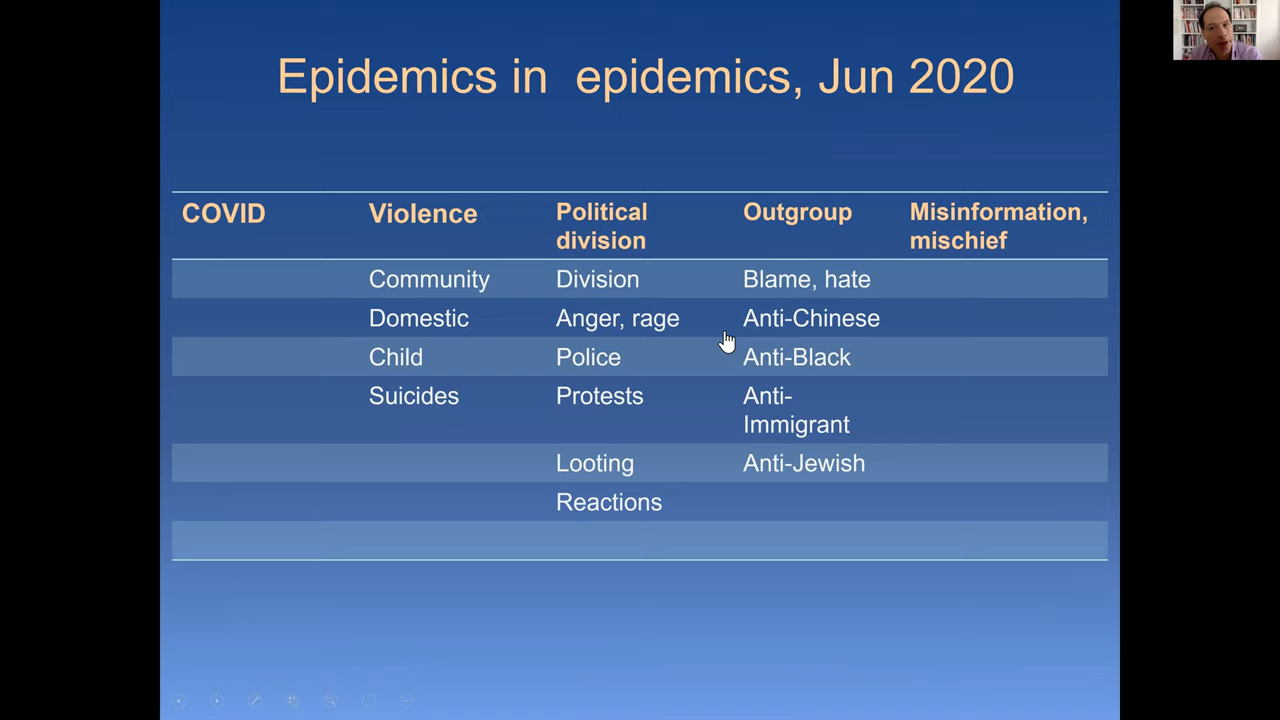 Epidemics in epidemics, Jun 2020
COVID Violence Political division Outgroup Misinformation, mischief
Community Division Blame, hate
Domestic Anger, rage Anti-Chinese
Child Police Anti-Black
Suicides Protests Anti-Immigrant
Looting Anti-Jewish
Reactions